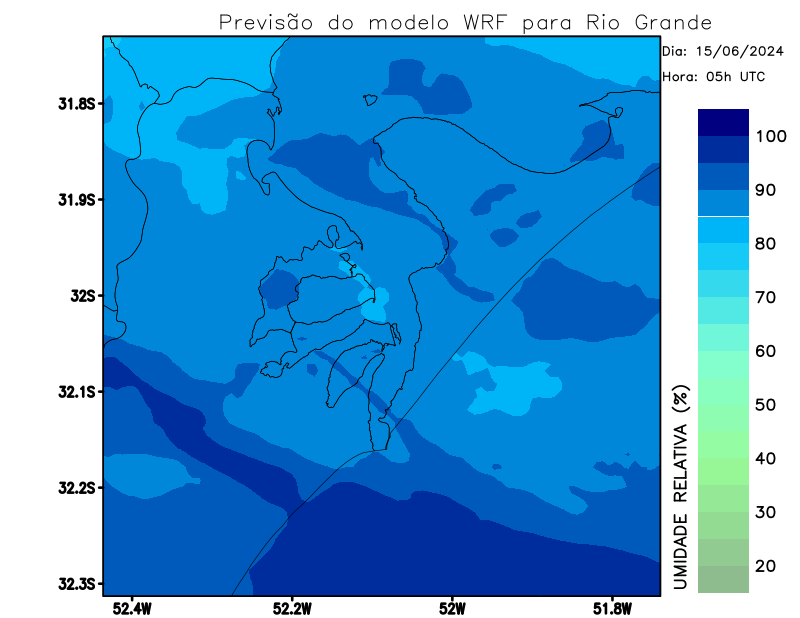 Previsão do modelo WRF para Rio Grande
Dia: 15/06/2024
Hora: 05h UTC
31.8S
31.9S
32S
32.1S
32.2S
32.3S
52.4W
52.2W
52W
51.8W
100
90
80
70
60
50
40
30
20
UMIDADE RELATIVA (%)